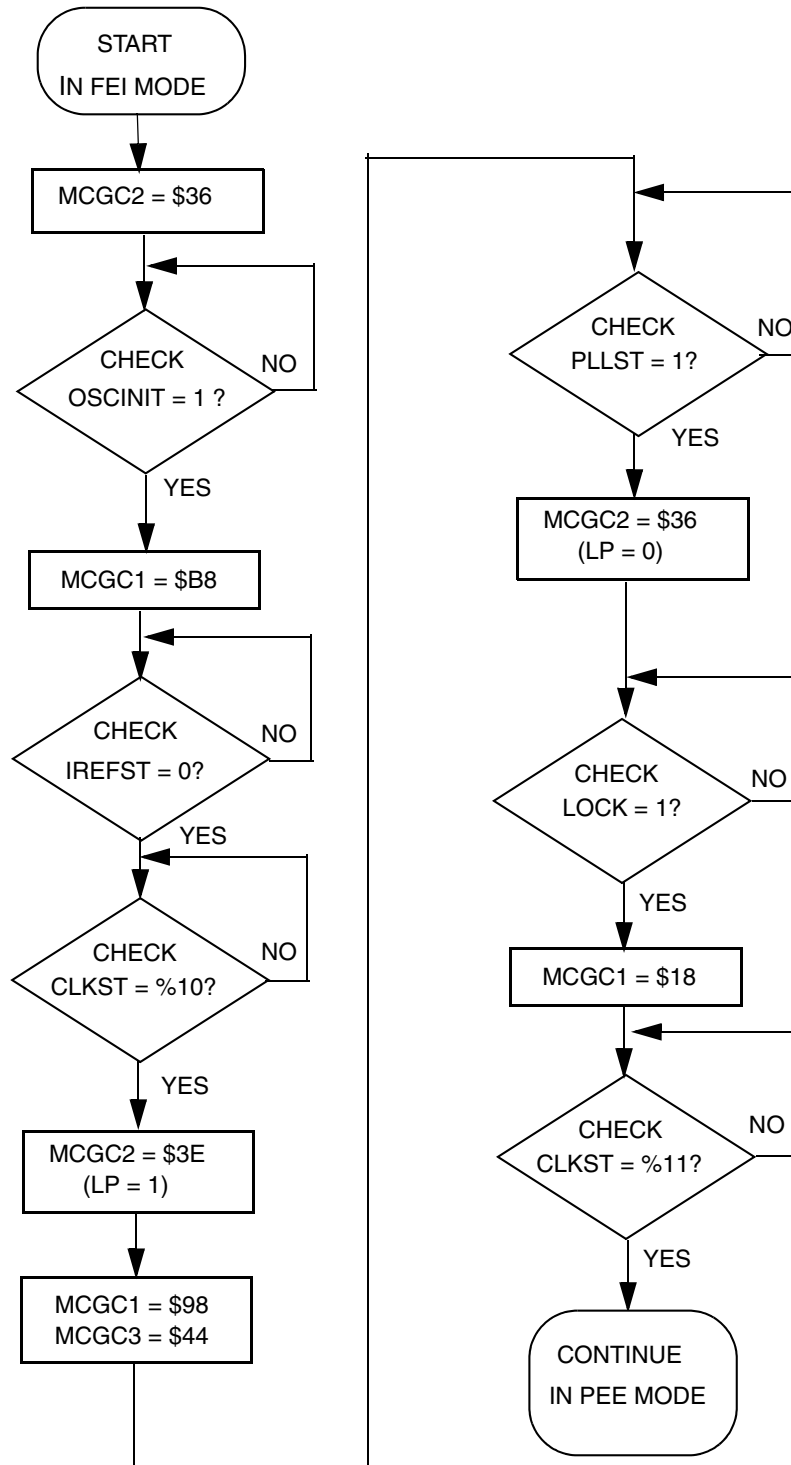 START
IN FEI MODE
MCGC2 = $36
CHECK
OSCINIT = 1 ?
NO
YES
MCGC1 = $B8
CHECK
IREFST = 0?
NO
YES
CHECK
CLKST = %10?
NO
YES
MCGC2 = $3E
(LP = 1)
MCGC1 = $98
MCGC3 = $44
CHECK
PLLST = 1?
NO
YES
MCGC2 = $36
(LP = 0)
CHECK
LOCK = 1?
NO
YES
MCGC1 = $18
CHECK
CLKST = %11?
NO
YES
CONTINUE
IN PEE MODE